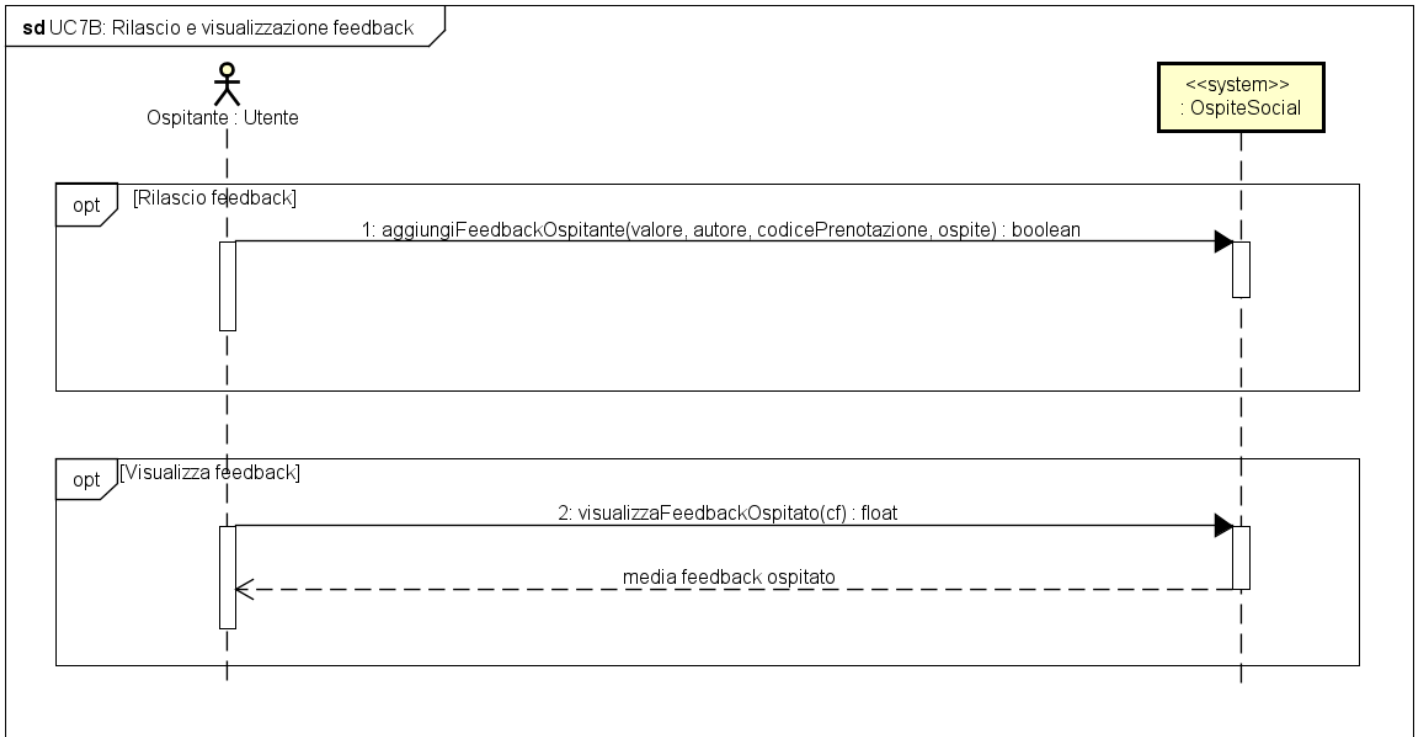 sd UC7B: Rilascio e visualizzazione feedback
Ospitante : Utente
<<system>>
: OspiteSocial
opt
[Rilascio feedback]
1: aggiungiFeedbackOspitante(valore, autore, codicePrenotazione, ospite) : boolean
opt
[Visualizza feedback]
2: visualizzaFeedbackOspitato(cf) : float
media feedback ospitato